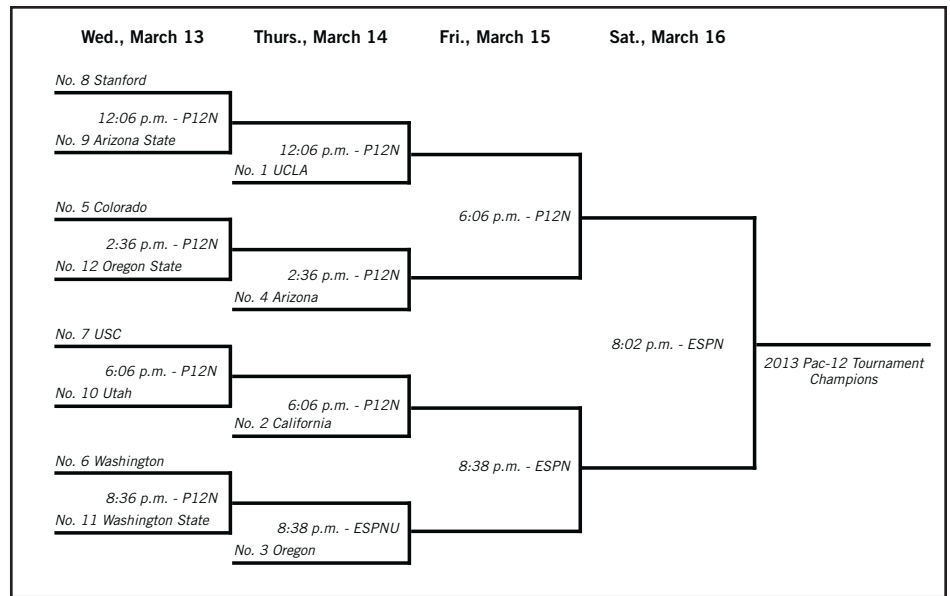 Wed., March 13
Thurs., March 14
Fri., March 15
Sat., March 16
No. 8 Stanford
12:06 p.m. - P12N
No. 9 Arizona State
12:06 p.m. - P12N
No. 1 UCLA
6:06 p.m. - P12N
No. 5 Colorado
2:36 p.m. - P12N
No. 12 Oregon State
2:36 p.m. - P12N
No. 4 Arizona
8:02 p.m. - ESPN
2013 Pac-12 Tournament
Champions
No. 7 USC
6:06 p.m. - P12N
No. 10 Utah
6:06 p.m. - P12N
No. 2 California
8:38 p.m. - ESPN
No. 6 Washington
8:36 p.m. - P12N
No. 11 Washington State
8:38 p.m. - ESPNU
No. 3 Oregon